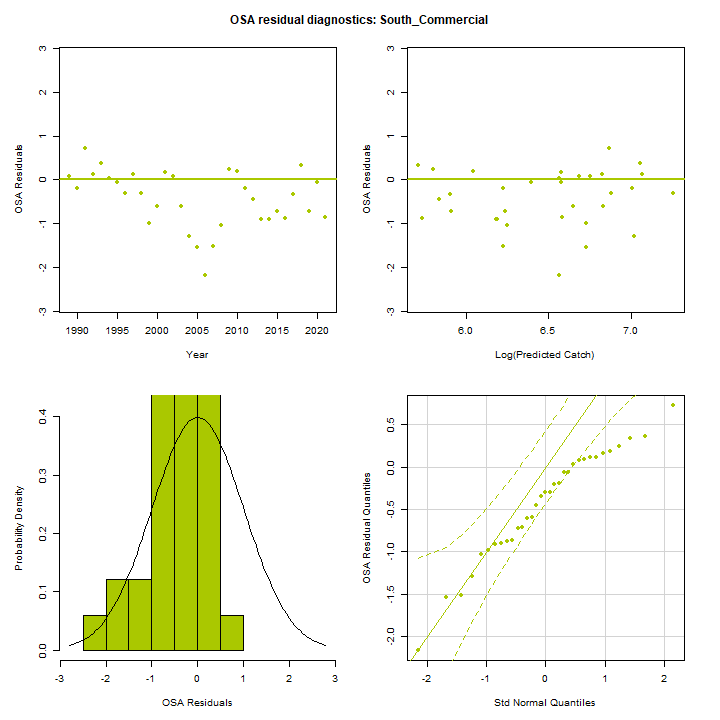 OSA residual diagnostics: South_Commercial
3
2
1
0
-1
-2
-3
OSA Residuals
1990 1995 2000 2005 2010 2015 2020
Year
3
2
1
0
-1
-2
-3
OSA Residuals
6.0 6.5 7.0
Log(Predicted Catch)
0.4
0.3
0.2
0.1
0.0
Probability Density
-3 -2 -1 0 1 2 3
OSA Residuals
0.5
0.0
-0.5
-1.0
-1.5
-2.0
OSA Residual Quantiles
-2 -1 0 1 2
Std Normal Quantiles